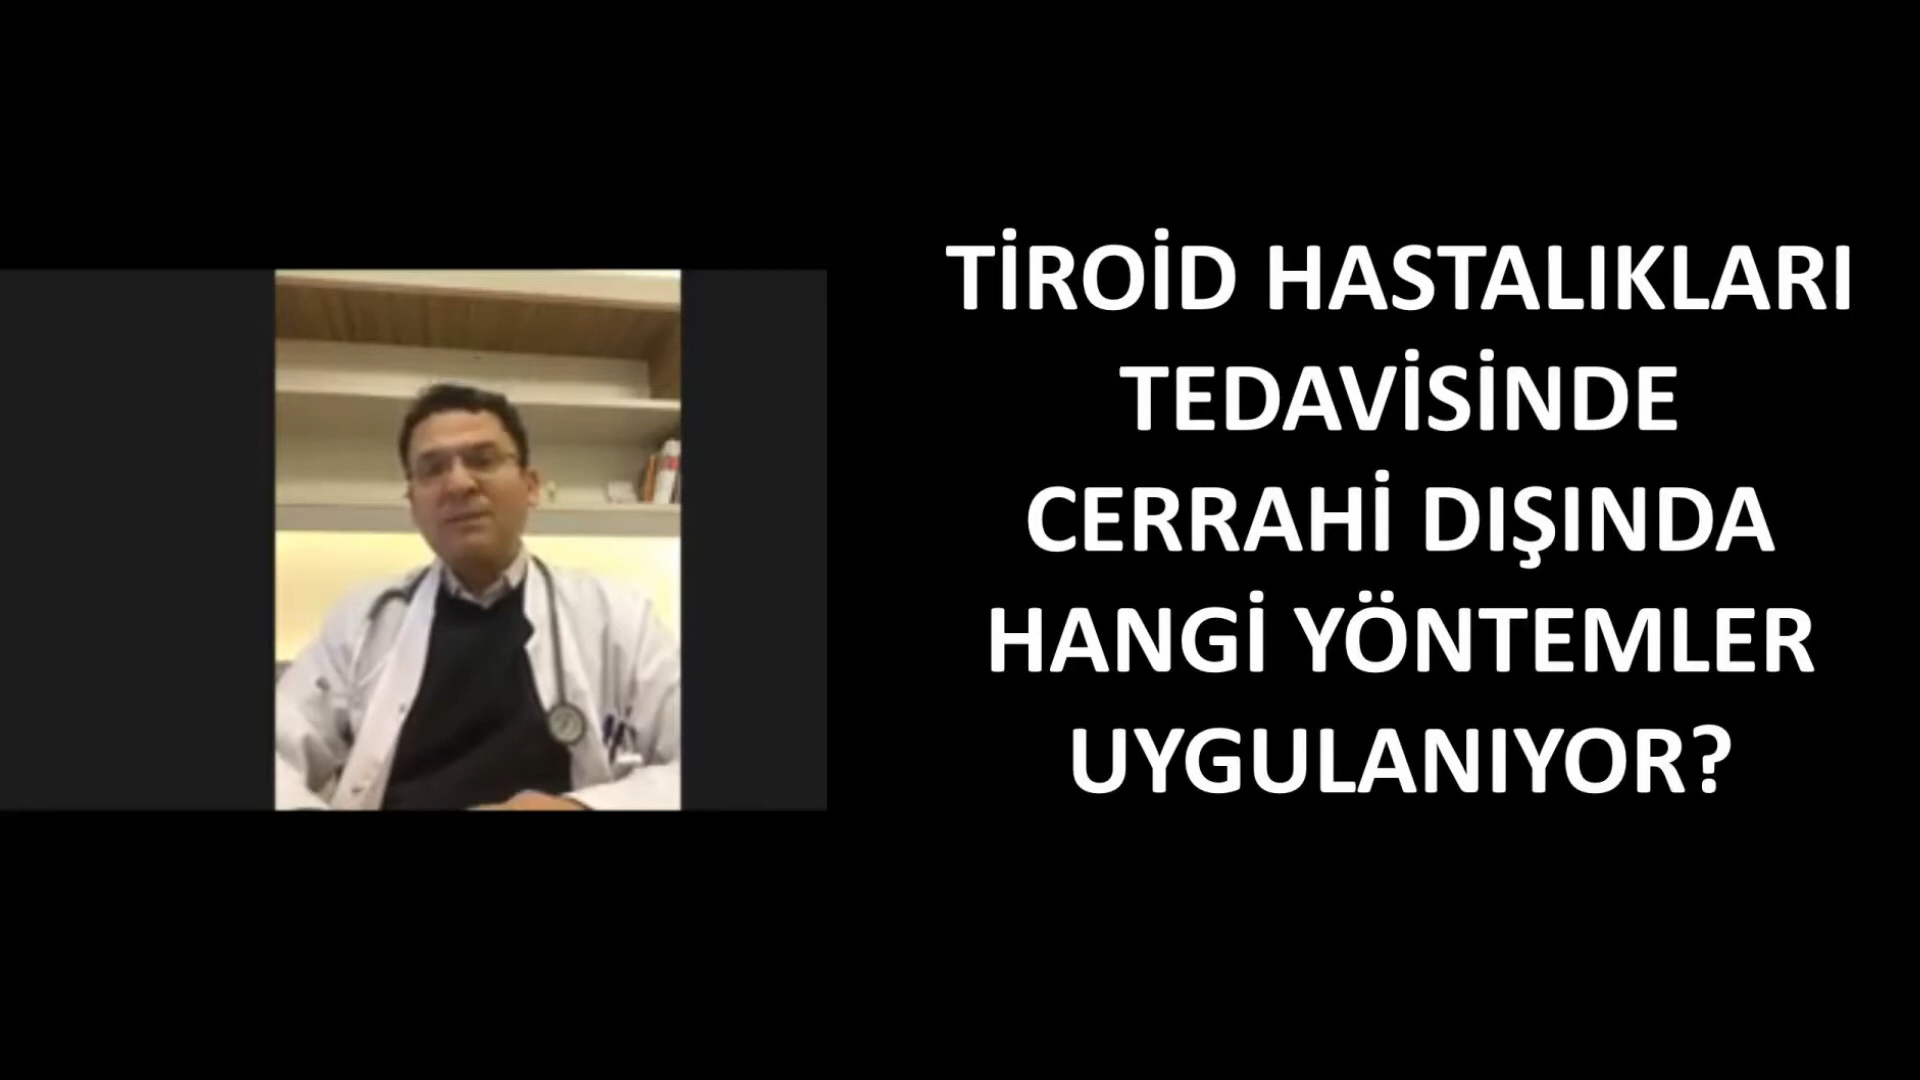 TİROİD HASTALIKLARI
TEDAVİSİNDE
CERRAHİ DIŞINDA
HANGİ YÖNTEMLER
UYGULANIYOR?